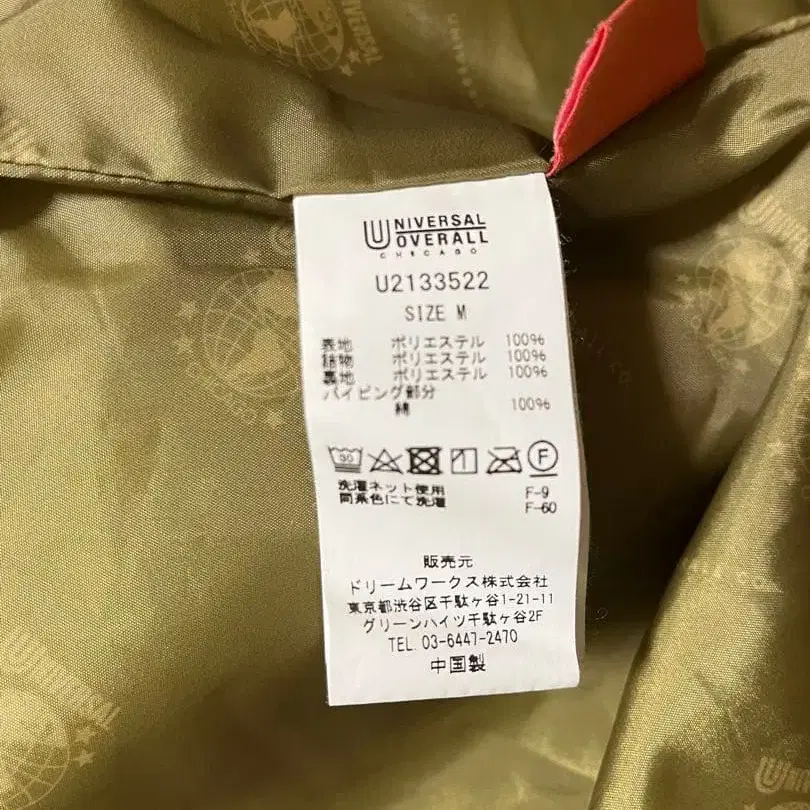 UNIVERSAL
OVERALL
CHICAGO
U2133522
SIZE M
表地 ポリエステル 100%
詰物 ポリエステル 100%
裏地 ポリエステル 100%
パイピング部分
綿 100%
30
F
洗濯ネット使用 F-9
同系色にて洗濯 F-60
販売元
ドリームワークス株式会社
東京都渋谷区千駄ケ谷1-21-11
グリーンハイツ千駄ケ谷2F
TEL. 03-6447-2470
中国製